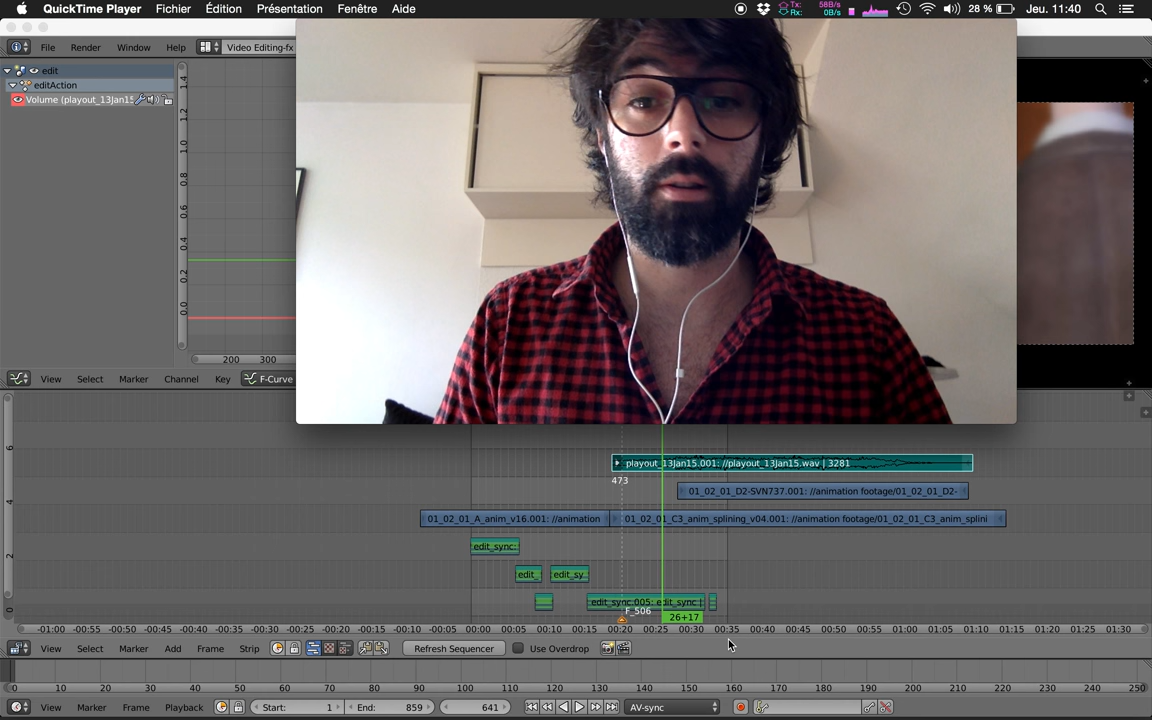 QuickTime Player Fichier Édition Présentation Fenêtre Aide Tx: 58B/s Rx: 0B/s 28 % Jeu. 11:40
File Render Window Help Video Editing-fx
edit
editAction
Volume (playout_13Jan15
1.4
1.2
1.0
0.8
0.6
0.4
0.2
0.0
200 300
View Select Marker Channel Key F-Curve
6
playout_13Jan15.001: //playout_13Jan15.wav | 3281
473
01_02_01_D2-SVN737.001: //animation footage/01_02_01_D2-
4
01_02_01_A_anim_v16.001: //animation 01_02_01_C3_anim_splining_v04.001: //animation footage/01_02_01_C3_anim_splini
edit_sync:
2
edit_ edit_sy
edit_sync.005: edit_sync |
0
F_506
26+17
-01:00 -00:55 -00:50 -00:45 -00:40 -00:35 -00:30 -00:25 -00:20 -00:15 -00:10 -00:05 00:00 00:05 00:10 00:15 00:20 00:25 00:30 00:35 00:40 00:45 00:50 00:55 01:00 01:05 01:10 01:15 01:20 01:25 01:30
View Select Marker Add Frame Strip Refresh Sequencer Use Overdrop
0 10 20 30 40 50 60 70 80 90 100 110 120 130 140 150 160 170 180 190 200 210 220 230 240 250
View Marker Frame Playback Start: 1 End: 859 641 AV-sync